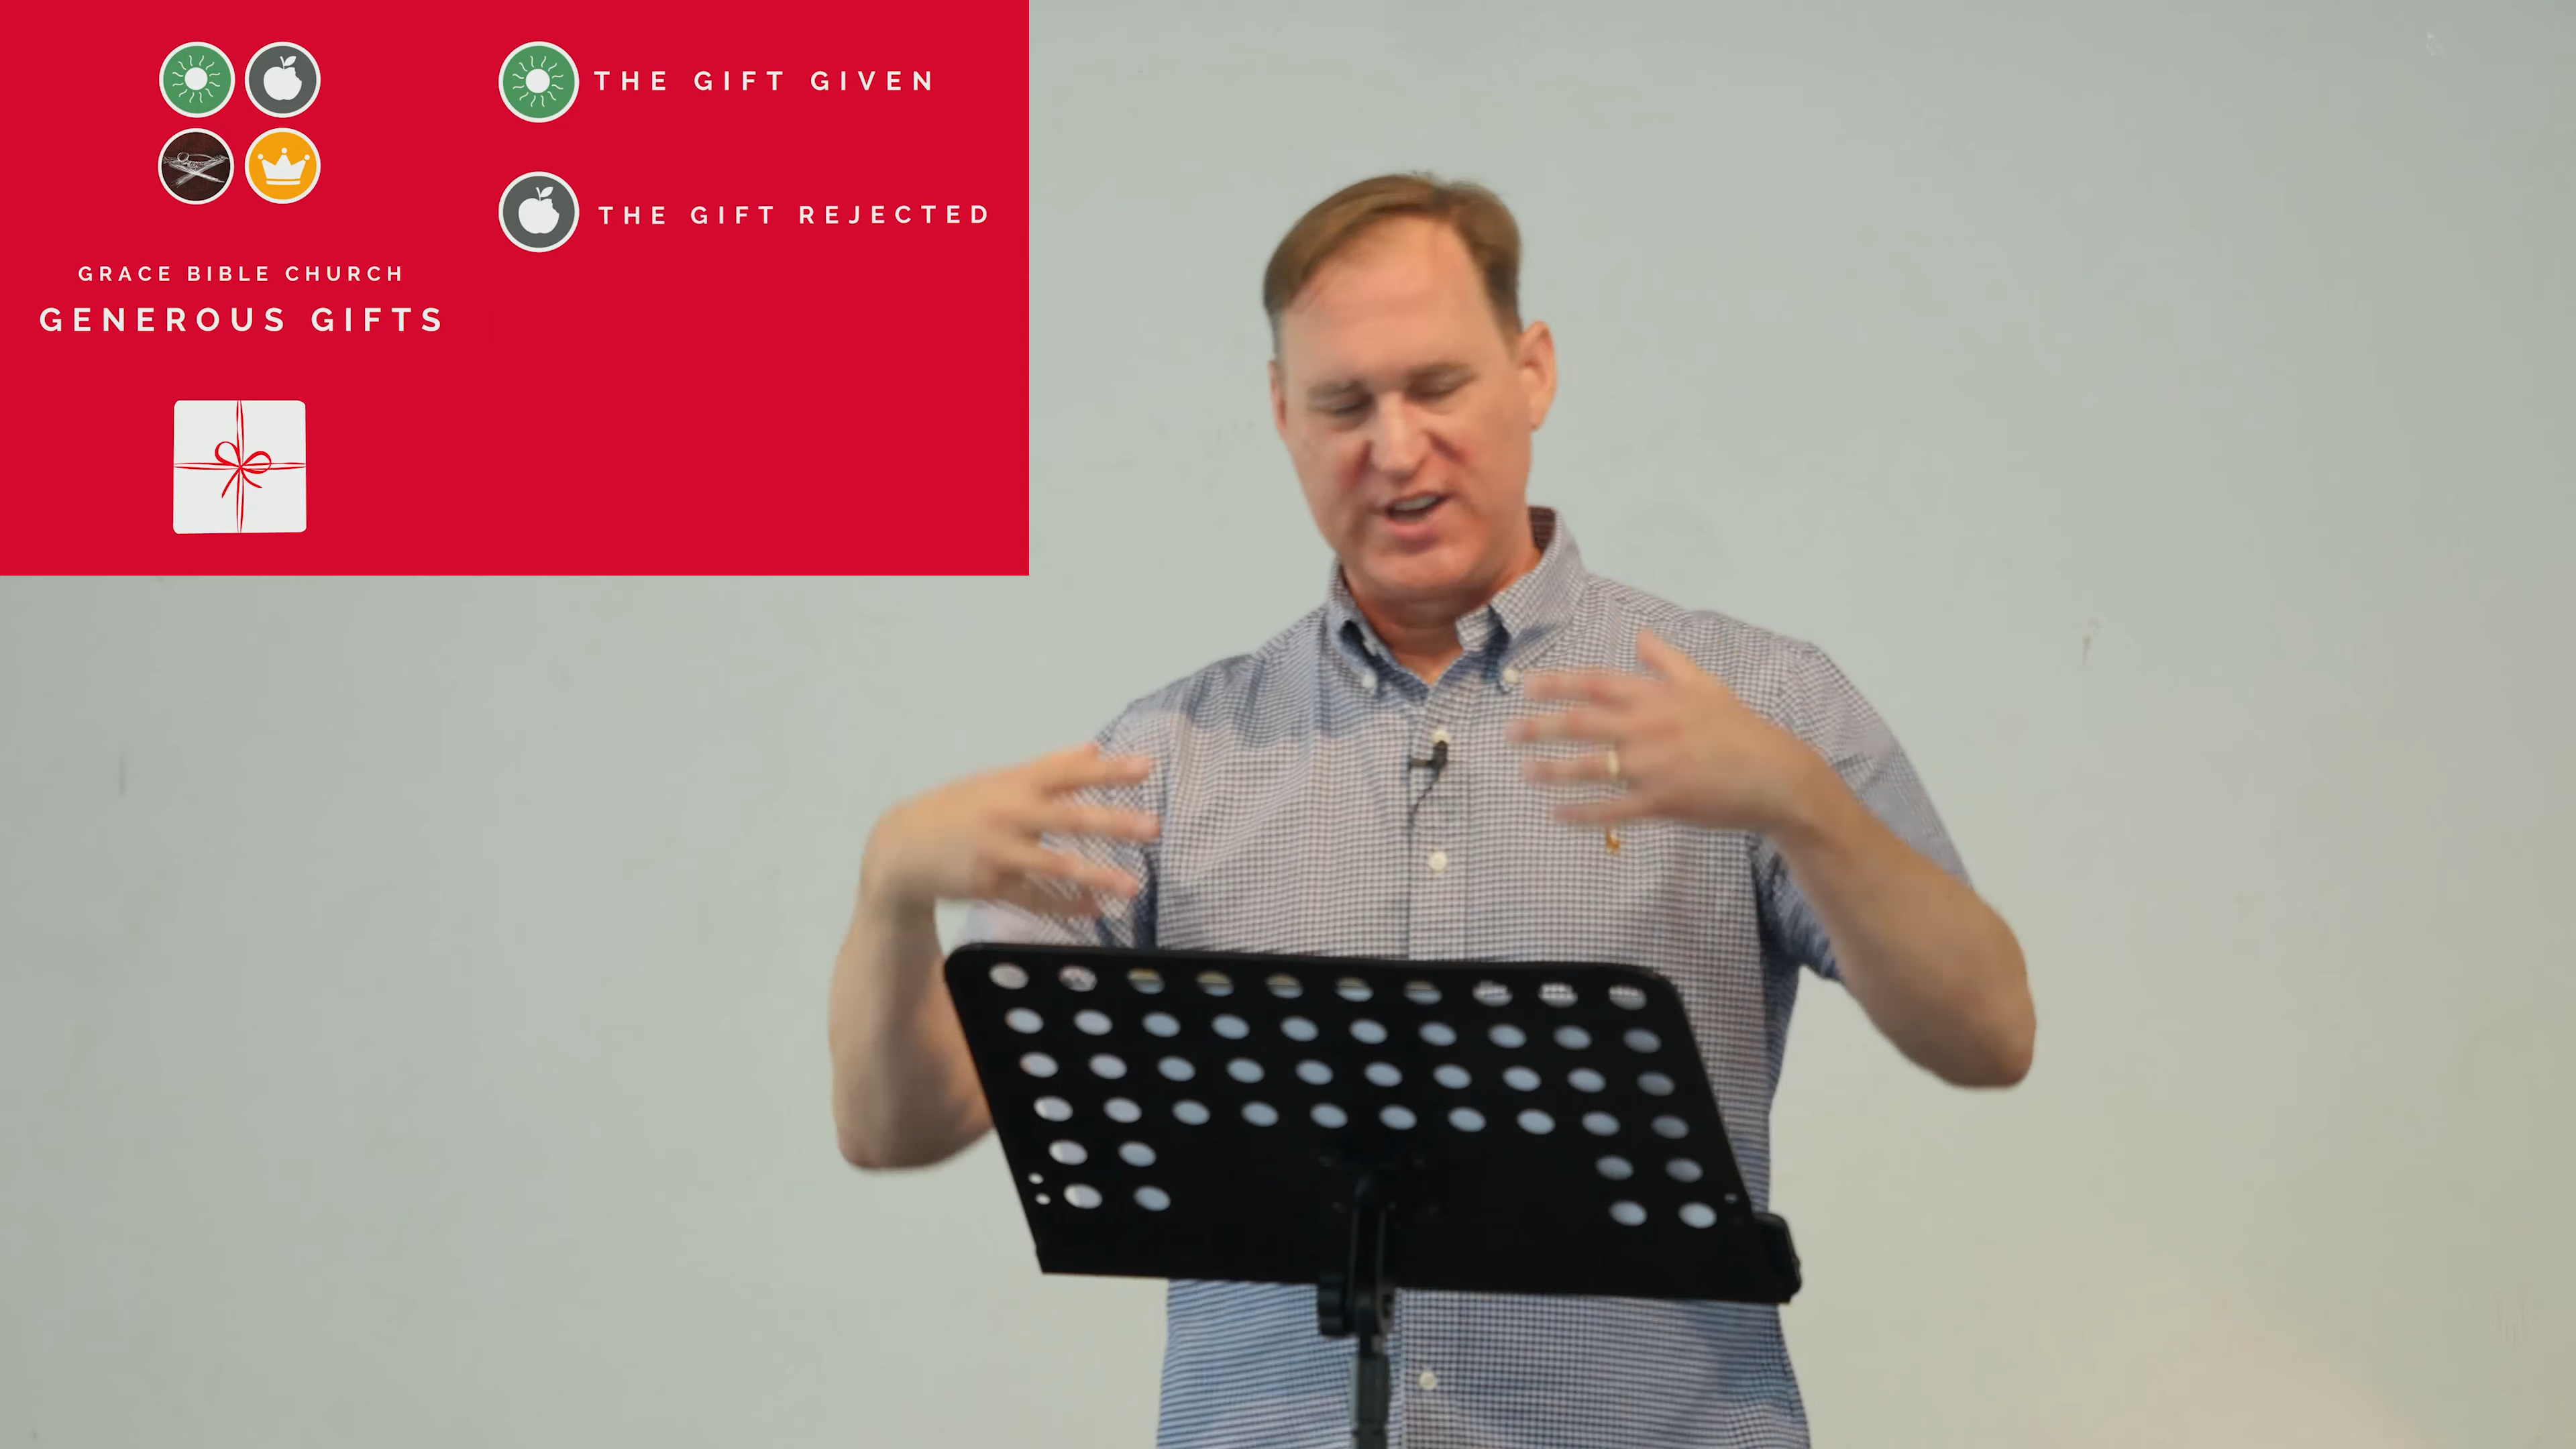 GRACE BIBLE CHURCH
GENEROUS GIFTS
THE GIFT GIVEN
THE GIFT REJECTED